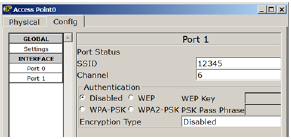 Access Point0
Physical Config
GLOBAL
Settings
INTERFACE
Port 0
Port 1
Port 1
Port Status
SSID 12345
Channel 6
Authentication
Disabled WEP WEP Key
WPA-PSK WPA2-PSK PSK Pass Phrase
Encryption Type Disabled